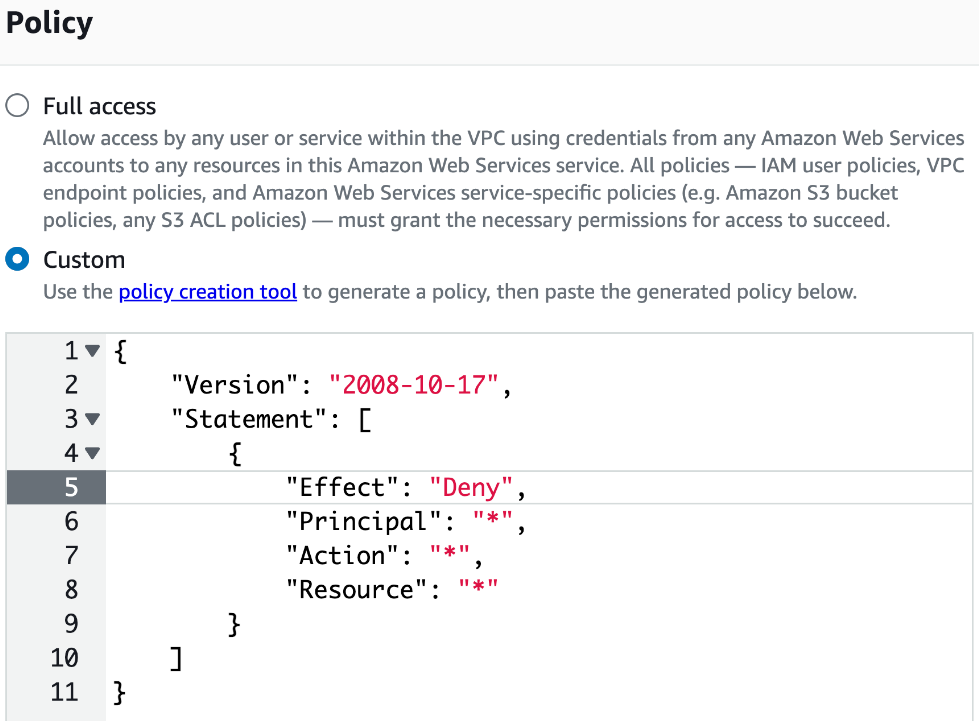 Policy
Full access
Allow access by any user or service within the VPC using credentials from any Amazon Web Services
accounts to any resources in this Amazon Web Services service. All policies — IAM user policies, VPC
endpoint policies, and Amazon Web Services service-specific policies (e.g. Amazon S3 bucket
policies, any S3 ACL policies) — must grant the necessary permissions for access to succeed.
Custom
Use the policy creation tool to generate a policy, then paste the generated policy below.
1 {
2 "Version": "2008-10-17",
3 "Statement": [
4 {
5 "Effect": "Deny",
6 "Principal": "*",
7 "Action": "*",
8 "Resource": "*"
9 }
10 ]
11 }